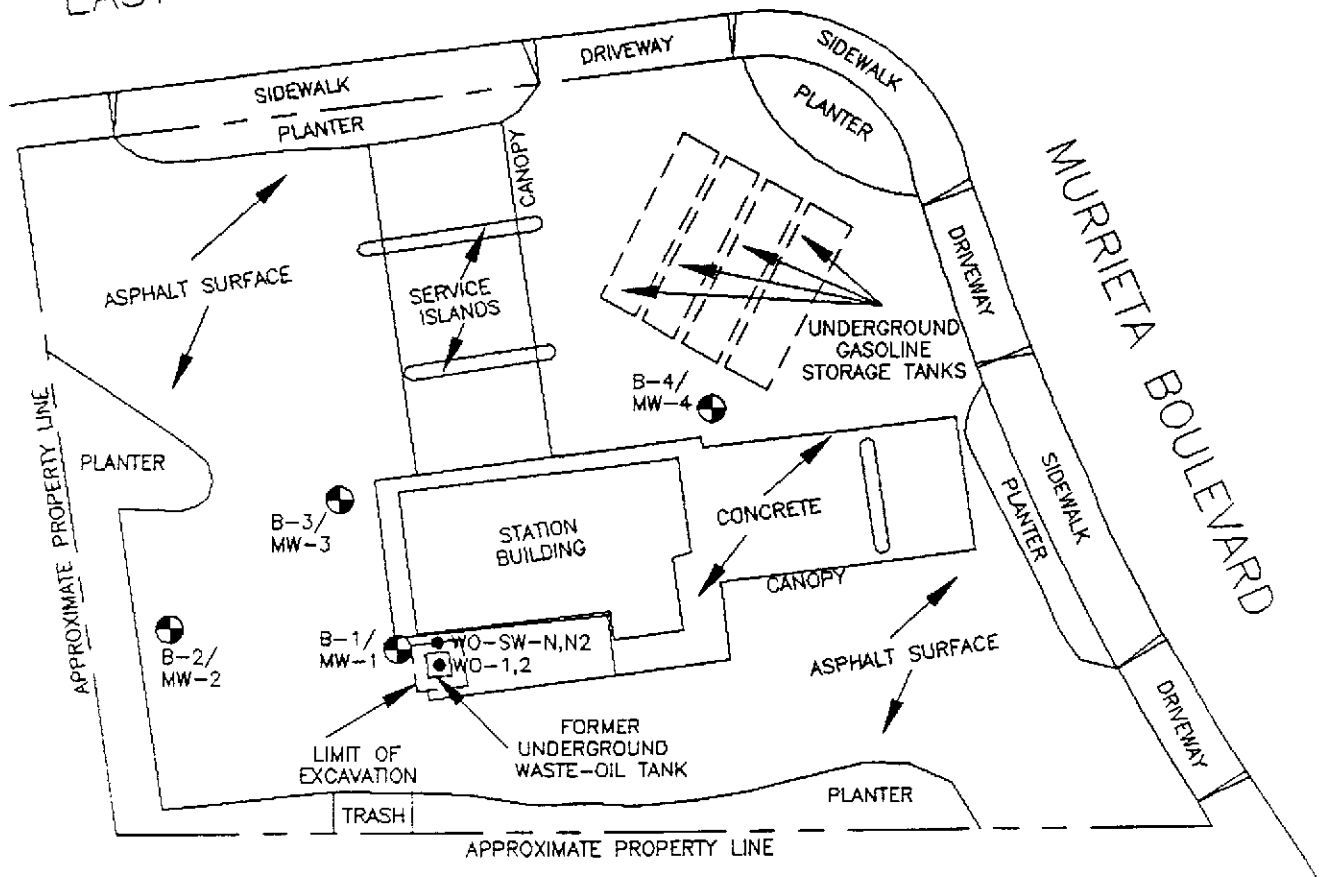 EAST
SIDEWALK
DRIVEWAY
SIDEWALK
PLANTER
PLANTER
CANOPY
MURRIETA BOULEVARD
ASPHALT SURFACE
SERVICE
ISLANDS
DRIVEWAY
UNDERGROUND
GASOLINE
STORAGE TANKS
B-4/
MW-4
APPROXIMATE PROPERTY LINE
PLANTER
B-3/
MW-3
STATION
BUILDING
CONCRETE
SIDEWALK
PLANTER
CANOPY
B-2/
MW-2
B-1/
MW-1
WO-SW-N,N2
WO-1,2
ASPHALT SURFACE
DRIVEWAY
LIMIT OF
EXCAVATION
FORMER
UNDERGROUND
WASTE-OIL TANK
TRASH
PLANTER
APPROXIMATE PROPERTY LINE